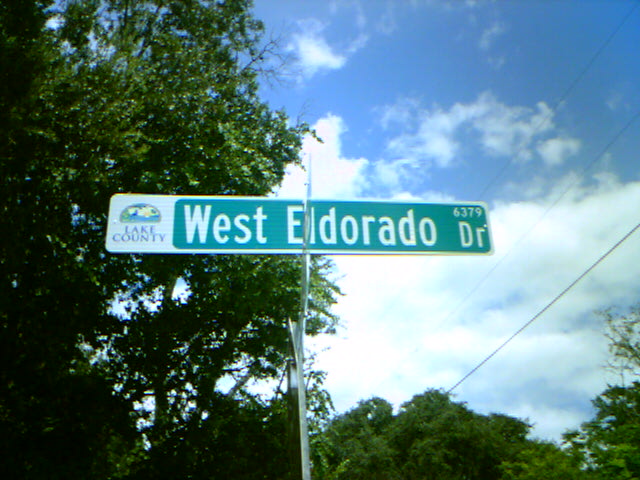 LAKE
COUNTY
West Eldorado Dr
6379